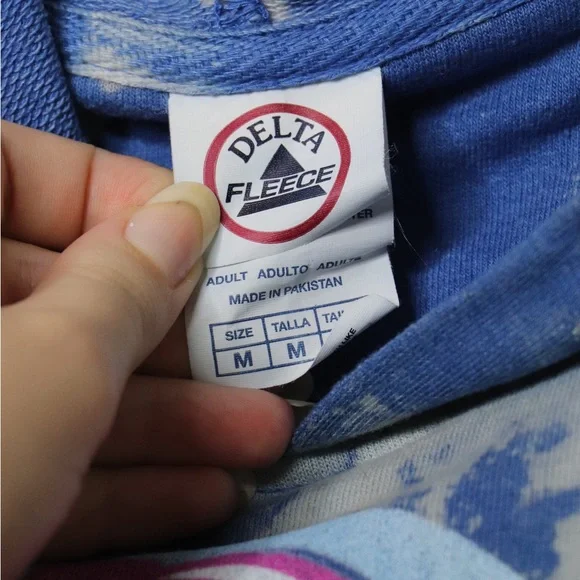 DELTA
FLEECE
ADULT ADULTO
MADE IN PAKISTAN
SIZE TALLA
M M